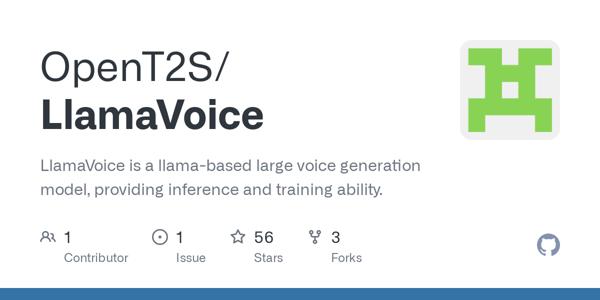 OpenT2S/
LlamaVoice
LlamaVoice is a llama-based large voice generation
model, providing inference and training ability.
1 1 56 3
Contributor Issue Stars Forks